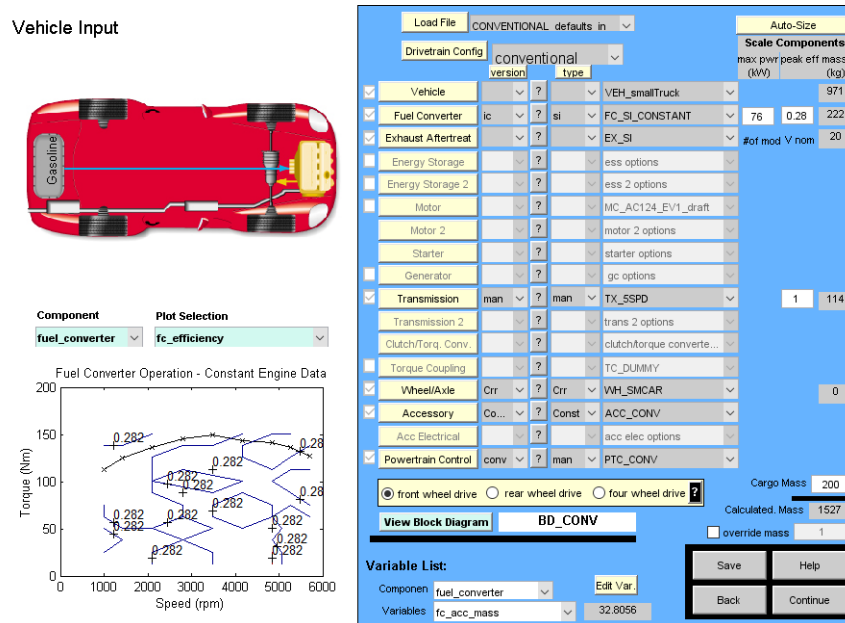 Vehicle Input
Gasoline
Component Plot Selection
fuel_converter fc_efficiency
Fuel Converter Operation - Constant Engine Data
Torque (Nm)
200
150
100
50
0
0.282 0.282 0.28
0.282 0.282
0.282 0.28
0.282
0.282 0.282 0.282
0.282 0.282
0.282
0.282 0.282
0 1000 2000 3000 4000 5000 6000
Speed (rpm)
Load File CONVENTIONAL defaults in Auto-Size
Drivetrain Config conventional Scale Components
version type max pwr (kW) peak eff mass (kg)
Vehicle ? VEH_smallTruck 971
Fuel Converter ic ? si FC_SI_CONSTANT 76 0.28 222
Exhaust Aftertreat ? EX_SI #of mod V nom 20
Energy Storage ? ess options
Energy Storage 2 ? ess 2 options
Motor ? MC_AC124_EV1_draft
Motor 2 ? motor 2 options
Starter ? starter options
Generator ? gc options
Transmission man ? man TX_5SPD 1 114
Transmission 2 ? trans 2 options
Clutch/Torq. Conv. ? clutch/torque converte...
Torque Coupling ? TC_DUMMY
Wheel/Axle Crr ? Crr WH_SMCAR 0
Accessory Co... ? Const ACC_CONV
Acc Electrical ? acc elec options
Powertrain Control conv ? man PTC_CONV
front wheel drive rear wheel drive four wheel drive ? Cargo Mass 200
View Block Diagram BD_CONV Calculated. Mass 1527
override mass 1
Variable List:
Componen fuel_converter Edit Var.
Variables fc_acc_mass 32.8056
Save Help
Back Continue